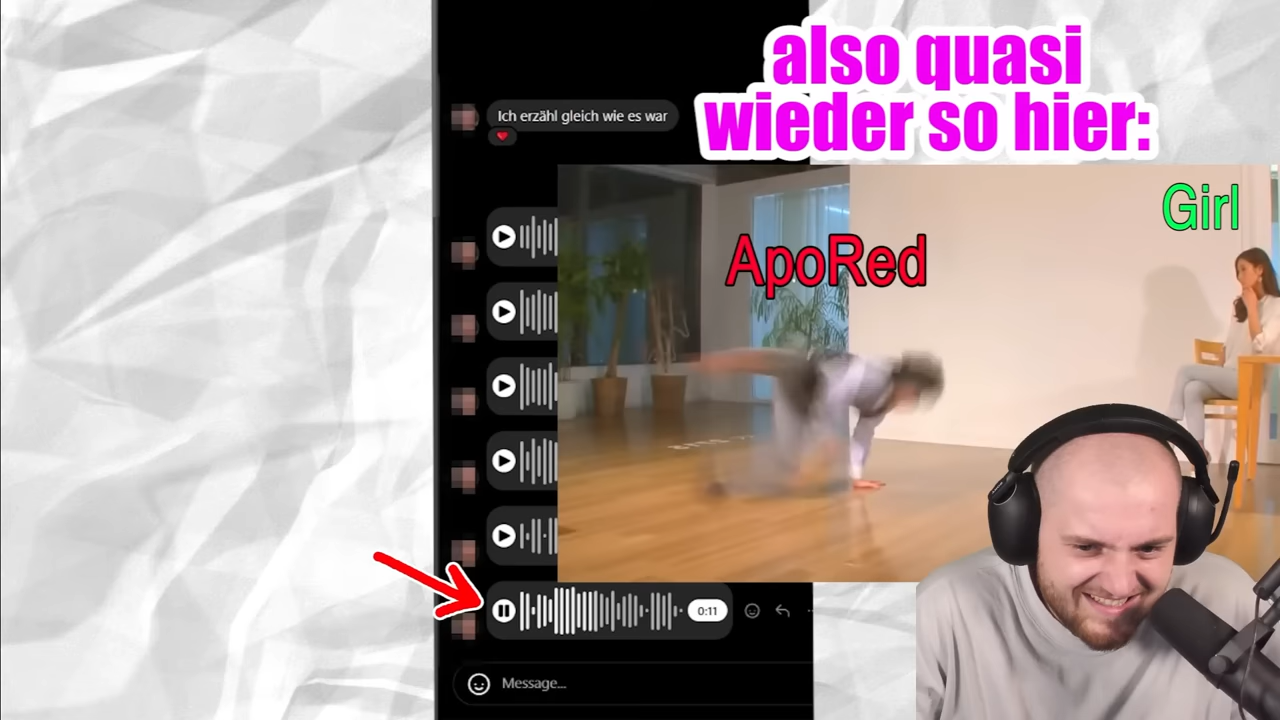 also quasi
wieder so hier:
Ich erzähl gleich wie es war
Girl
ApoRed
0:11
Message...